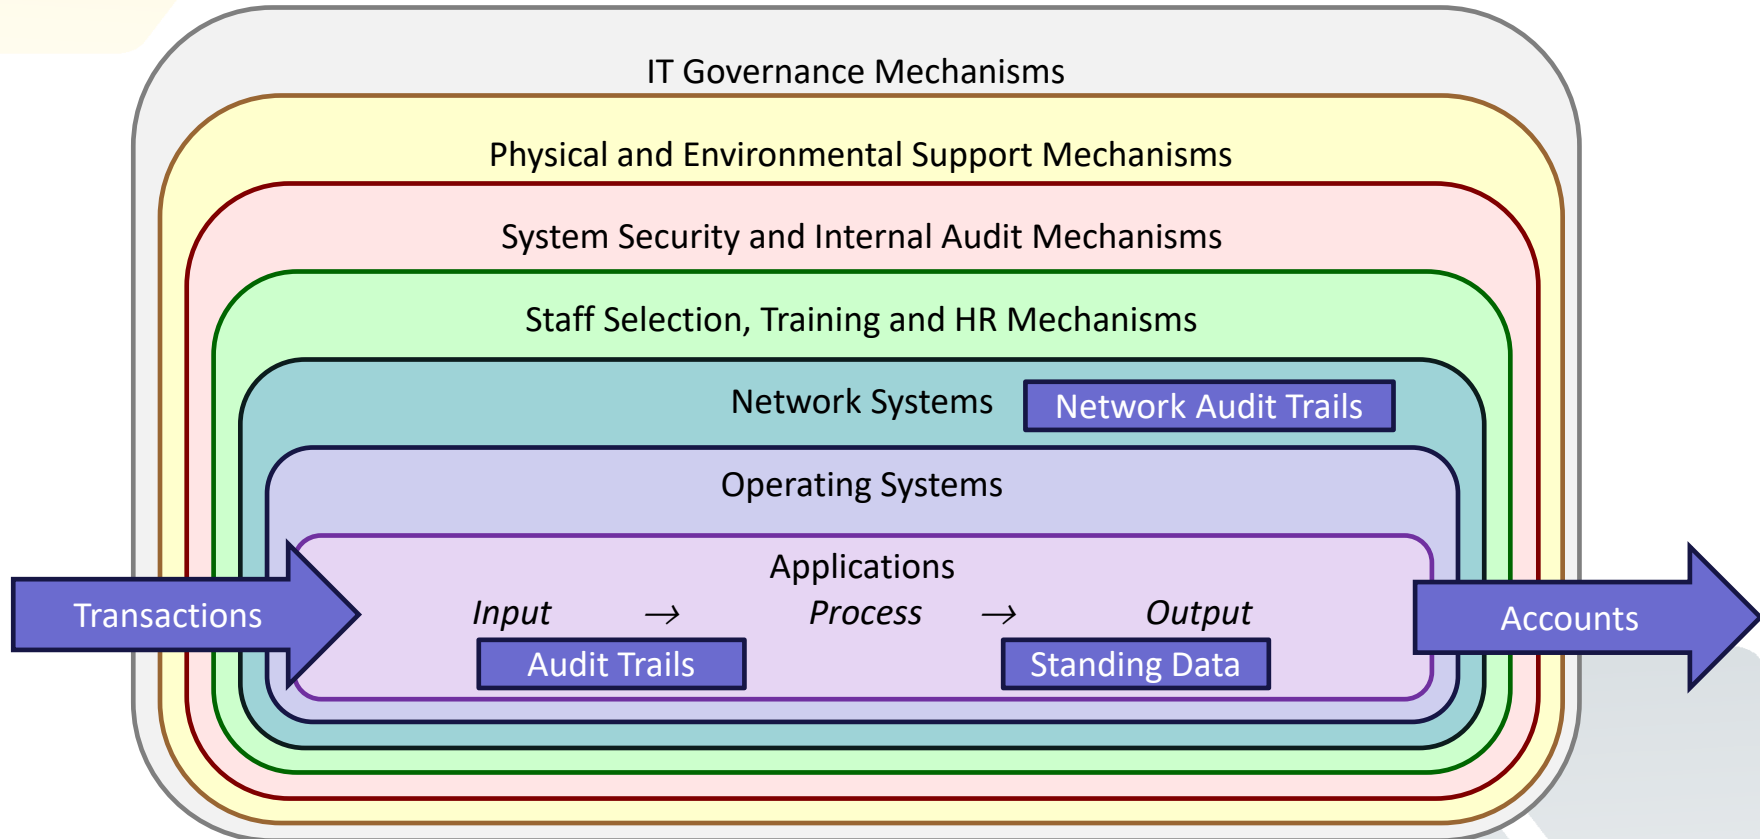 IT Governance Mechanisms
Physical and Environmental Support Mechanisms
System Security and Internal Audit Mechanisms
Staff Selection, Training and HR Mechanisms
Network Systems
Network Audit Trails
Operating Systems
Applications
Transactions
Input → Process → Output
Accounts
Audit Trails
Standing Data